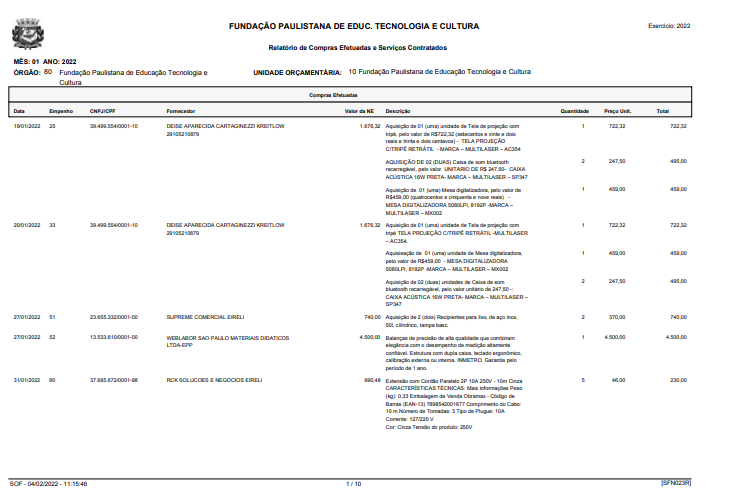 FUNDAÇÃO PAULISTANA DE EDUC. TECNOLOGIA E CULTURA
Exercício: 2022
Relatório de Compras Efetuadas e Serviços Contratados
MÊS: 01 ANO: 2022
ÓRGÃO: 80 Fundação Paulistana de Educação Tecnologia e Cultura
UNIDADE ORÇAMENTÁRIA: 10 Fundação Paulistana de Educação Tecnologia e Cultura
Compras Efetuadas
Data Empenho CNPJ/CPF Fornecedor Valor da NE Descrição Quantidade Preço Unit. Total
19/01/2022 25 39.499.554/0001-10 DEISE APARECIDA CARTAGINEZZI KREITLOW 1.676,32 Aquisição de 01 (uma) unidade de Tela de projeção com 1 722,32 722,32
29105210879 tripé, pelo valor de R$722,32 (setecentos e vinte e dois
reais e trinta e dois centavos) - TELA PROJEÇÃO
C/TRIPÉ RETRÁTIL - MARCA – MULTILASER – AC354
AQUISIÇÃO DE 02 (DUAS) Caixa de som bluetooth 2 247,50 495,00
recarregável, pelo valor UNITARIO DE R$ 247,50- CAIXA
ACÚSTICA 16W PRETA- MARCA – MULTILASER – SP347
Aquisição de 01 (uma) Mesa digitalizadora, pelo valor de 1 459,00 459,00
R$459,00 (quatrocentos e cinquenta e nove reais) -
MESA DIGITALIZADORA 5080LPI, 8192P -MARCA –
MULTILASER – MX002
20/01/2022 33 39.499.554/0001-10 DEISE APARECIDA CARTAGINEZZI KREITLOW 1.676,32 Aquisição de 01 (uma) unidade de Tela de projeção com 1 722,32 722,32
29105210879 tripé TELA PROJEÇÃO C/TRIPÉ RETRÁTIL -MULTILASER
– AC354.
Aquisisação de 01 (uma) unidade de Mesa digitalizadora, 1 459,00 459,00
pelo valor de R$459,00 - MESA DIGITALIZADORA
5080LPI, 8192P -MARCA – MULTILASER – MX002
Aquisição de 02 (duas) unidades de Caixa de som 2 247,50 495,00
bluetooth recarregável, pelo valor unitário de 247,50 -:
CAIXA ACÚSTICA 16W PRETA- MARCA – MULTILASER –
SP347
27/01/2022 51 23.655.332/0001-00 SUPREME COMERCIAL EIRELI 740,00 Aquisição de 2 (dois) Recipientes para lixo, de aço inox, 2 370,00 740,00
50l, cilíndrico, tampa basc
27/01/2022 52 13.533.610/0001-00 WEBLABOR SAO PAULO MATERIAIS DIDATICOS 4.500,00 Balanças de precisão de alta qualidade que combinam 1 4.500,00 4.500,00
LTDA-EPP elegância com o desempenho de medição altamente
confiável. Estrutura com dupla caixa, teclado ergonômico,
calibração externa ou interna. INMETRO. Garantia pelo
período de 1 ano.
31/01/2022 60 37.685.672/0001-98 RCX SOLUCOES E NEGOCIOS EIRELI 990,48 Extensão com Cordão Paralelo 2P 10A 250V - 10m Cinza 5 46,00 230,00
CARACTERÍSTICAS TÉCNICAS: Mais informações Peso
(kg): 0,33 Embalagem de Venda Obramax - Código de
Barras (EAN-13) 7898542001677 Comprimento do Cabo:
10 m Número de Tomadas: 3 Tipo de Plugue: 10A
Corrente: 127/220 V
Cor: Cinza Tensão do produto: 250V
SOF - 04/02/2022 - 11:15:46 1 / 10 [SFN023R]